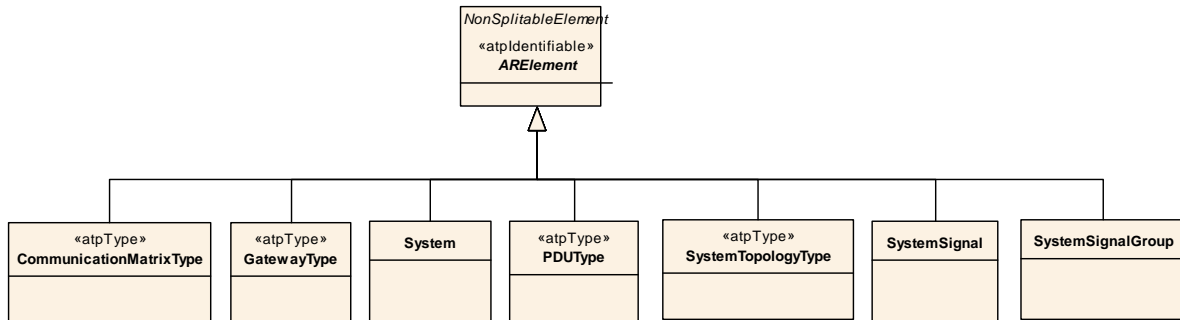 NonSplitableElement
«atpIdentifiable»
ARElement
«atpType»
CommunicationMatrixType
«atpType»
GatewayType
System
«atpType»
PDUType
«atpType»
SystemTopologyType
SystemSignal
SystemSignalGroup